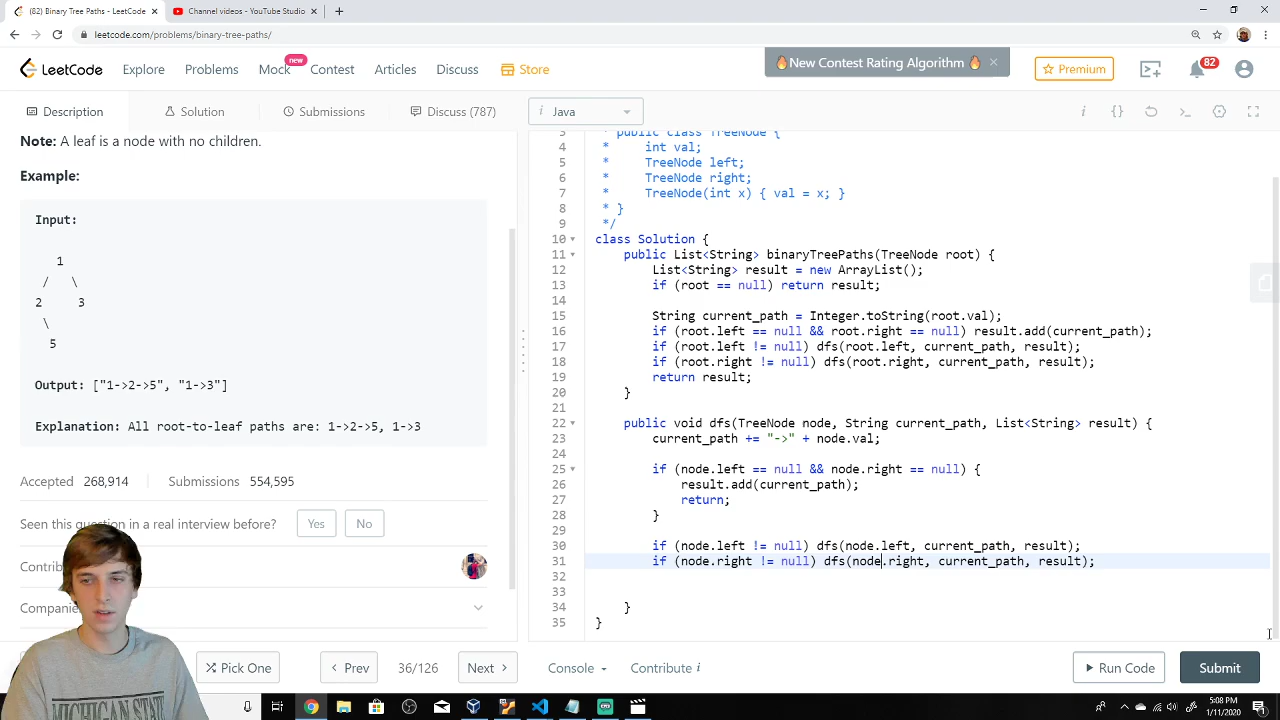 (82) Binary Tree Paths - LeetCode
Channel videos - YouTube Studio
leetcode.com/problems/binary-tree-paths/
LeetCode
Explore
Problems
Mock
new
Contest
Articles
Discuss
Store
🔥New Contest Rating Algorithm 🔥
Premium
82
Description
Solution
Submissions
Discuss (787)
i Java
Note: A leaf is a node with no children.
Example:
Input:
1
/ \
2 3
\
5
Output: ["1->2->5", "1->3"]
Explanation: All root-to-leaf paths are: 1->2->5, 1->3
Accepted 268,914
Submissions 554,595
Seen this question in a real interview before?
Yes
No
Contrib
Companie
3 * public class TreeNode {
4 * int val;
5 * TreeNode left;
6 * TreeNode right;
7 * TreeNode(int x) { val = x; }
8 * }
9 */
10 class Solution {
11 public List<String> binaryTreePaths(TreeNode root) {
12 List<String> result = new ArrayList();
13 if (root == null) return result;
14
15 String current_path = Integer.toString(root.val);
16 if (root.left == null && root.right == null) result.add(current_path);
17 if (root.left != null) dfs(root.left, current_path, result);
18 if (root.right != null) dfs(root.right, current_path, result);
19 return result;
20 }
21
22 public void dfs(TreeNode node, String current_path, List<String> result) {
23 current_path += "->" + node.val;
24
25 if (node.left == null && node.right == null) {
26 result.add(current_path);
27 return;
28 }
29
30 if (node.left != null) dfs(node.left, current_path, result);
31 if (node.right != null) dfs(node.right, current_path, result);
32
33
34 }
35 }
Pick One
Prev
36/126
Next
Console
Contribute i
Run Code
Submit
MICHIGAN STATE
5:08 PM
1/11/2020